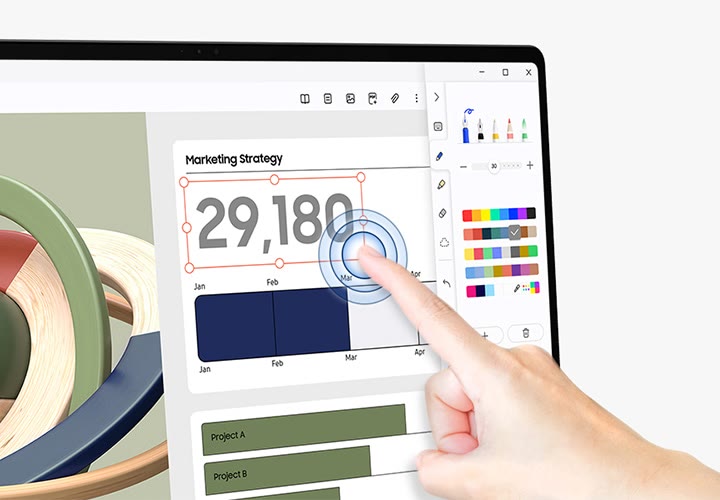 Marketing Strategy
29,180
Jan Feb Mar Apr
Jan Feb Mar Apr
Project A
Project B
30